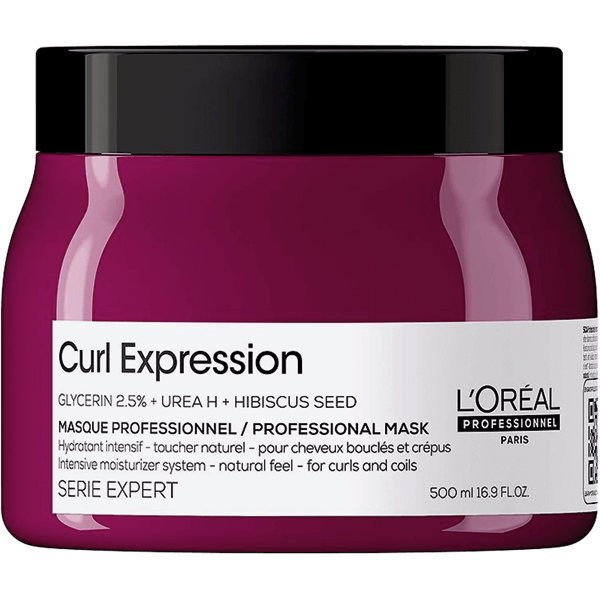 Curl Expression
GLYCERIN 2.5% + UREA H + HIBISCUS SEED
MASQUE PROFESSIONNEL / PROFESSIONAL MASK
Hydratant intensif - toucher naturel - pour cheveux bouclés et crépus
Intensive moisturizer system - natural feel - for curls and coils
SERIE EXPERT
L'ORÉAL
PROFESSIONNEL
PARIS
500 ml 16.9 FL.OZ.